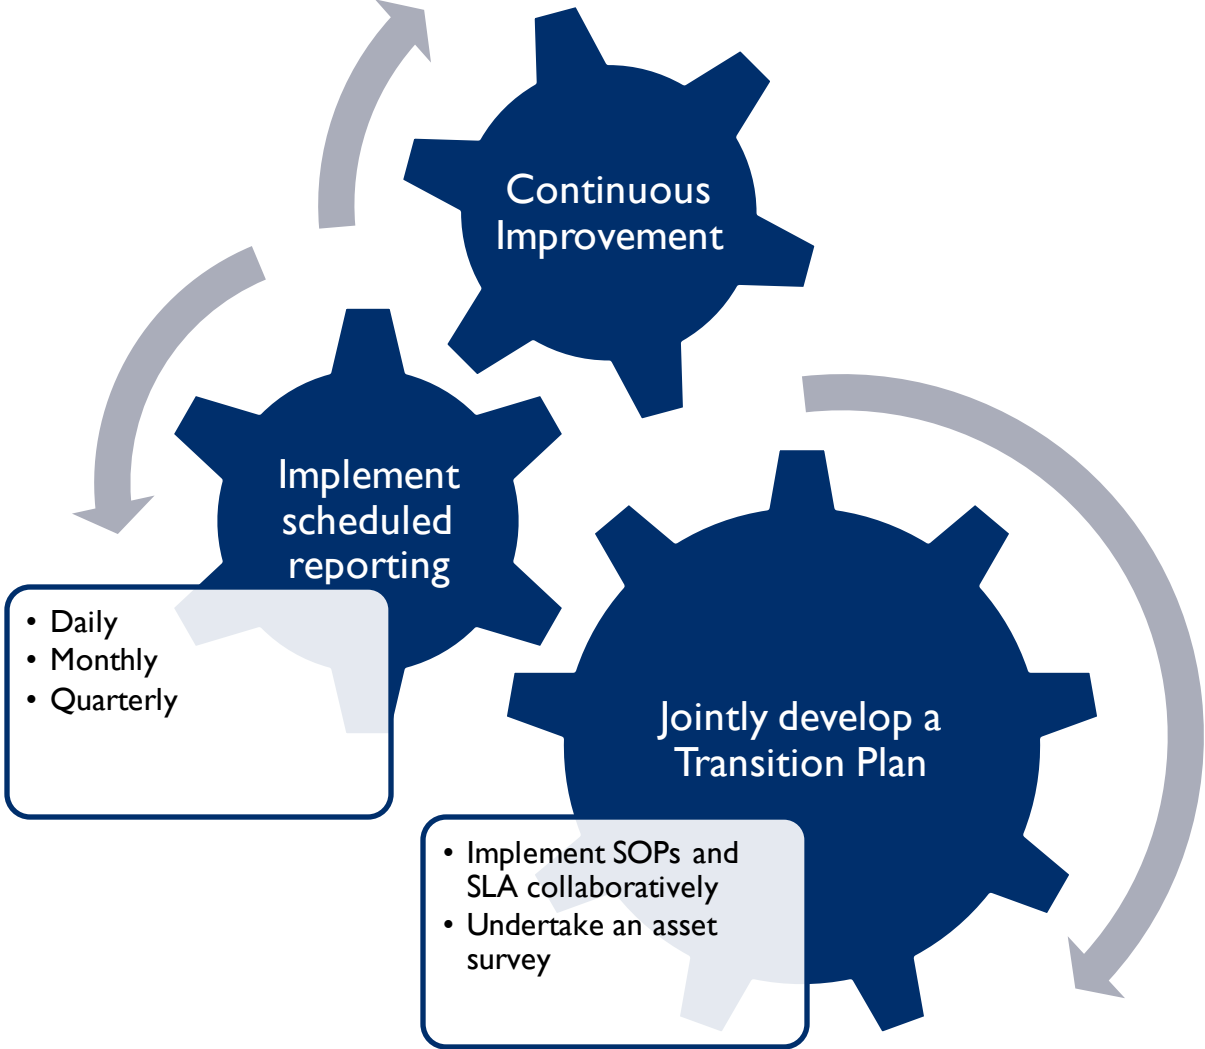 Continuous
Improvement
Implement
scheduled
reporting
• Daily
• Monthly
• Quarterly
Jointly develop a
Transition Plan
• Implement SOPs and
SLA collaboratively
• Undertake an asset
survey